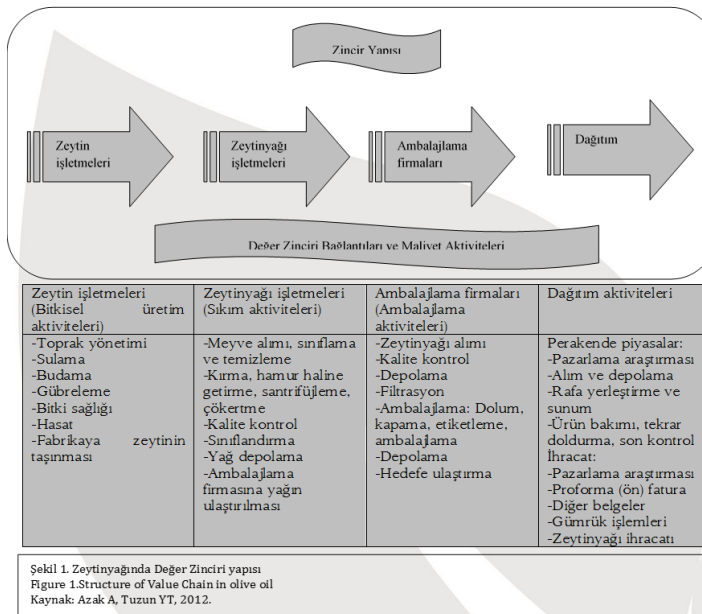 Zincir Yapısı
Zeytin
işletmeleri
Zeytinyağı
işletmeleri
Ambalajlama
firmaları
Dağıtım
Değer Zinciri Bağlantıları ve Maliyet Aktiviteleri
Zeytin işletmeleri
(Bitkisel üretim
aktiviteleri)
-Toprak yönetimi
-Sulama
-Budama
-Gübreleme
-Bitki sağlığı
-Hasat
-Fabrikaya zeytinin
taşınması
Zeytinyağı işletmeleri
(Sıkım aktiviteleri)
-Meyve alımı, sınıflama
ve temizleme
-Kırma, hamur haline
getirme, santrifüjleme,
çökertme
-Kalite kontrol
-Sınıflandırma
-Yağ depolama
-Ambalajlama
firmasına yağın
ulaştırılması
Ambalajlama firmaları
(Ambalajlama
aktiviteleri)
-Zeytinyağı alımı
-Kalite kontrol
-Depolama
-Filtrasyon
-Ambalajlama: Dolum,
kapama, etiketleme,
ambalajlama
-Depolama
-Hedefe ulaştırma
Dağıtım aktiviteleri
Perakende piyasalar:
-Pazarlama araştırması
-Alım ve depolama
-Rafa yerleştirme ve
sunum
-Ürün bakımı, tekrar
doldurma, son kontrol
İhracat:
-Pazarlama araştırması
-Proforma (ön) fatura
-Diğer belgeler
-Gümrük işlemleri
-Zeytinyağı ihracatı
Şekil 1. Zeytinyağında Değer Zinciri yapısı
Figure 1.Structure of Value Chain in olive oil
Kaynak: Azak A, Tuzun YT, 2012.